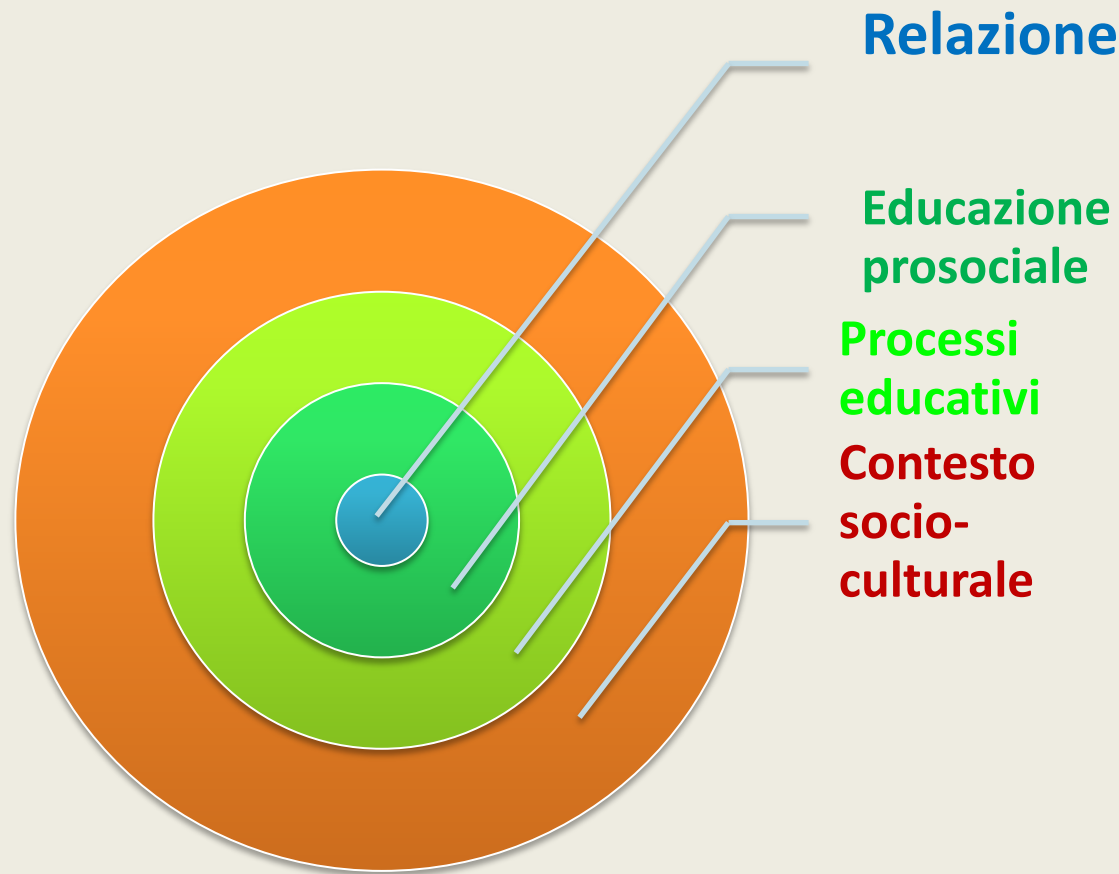 Relazione
Educazione
prosociale
Processi
educativi
Contesto
socio-
culturale